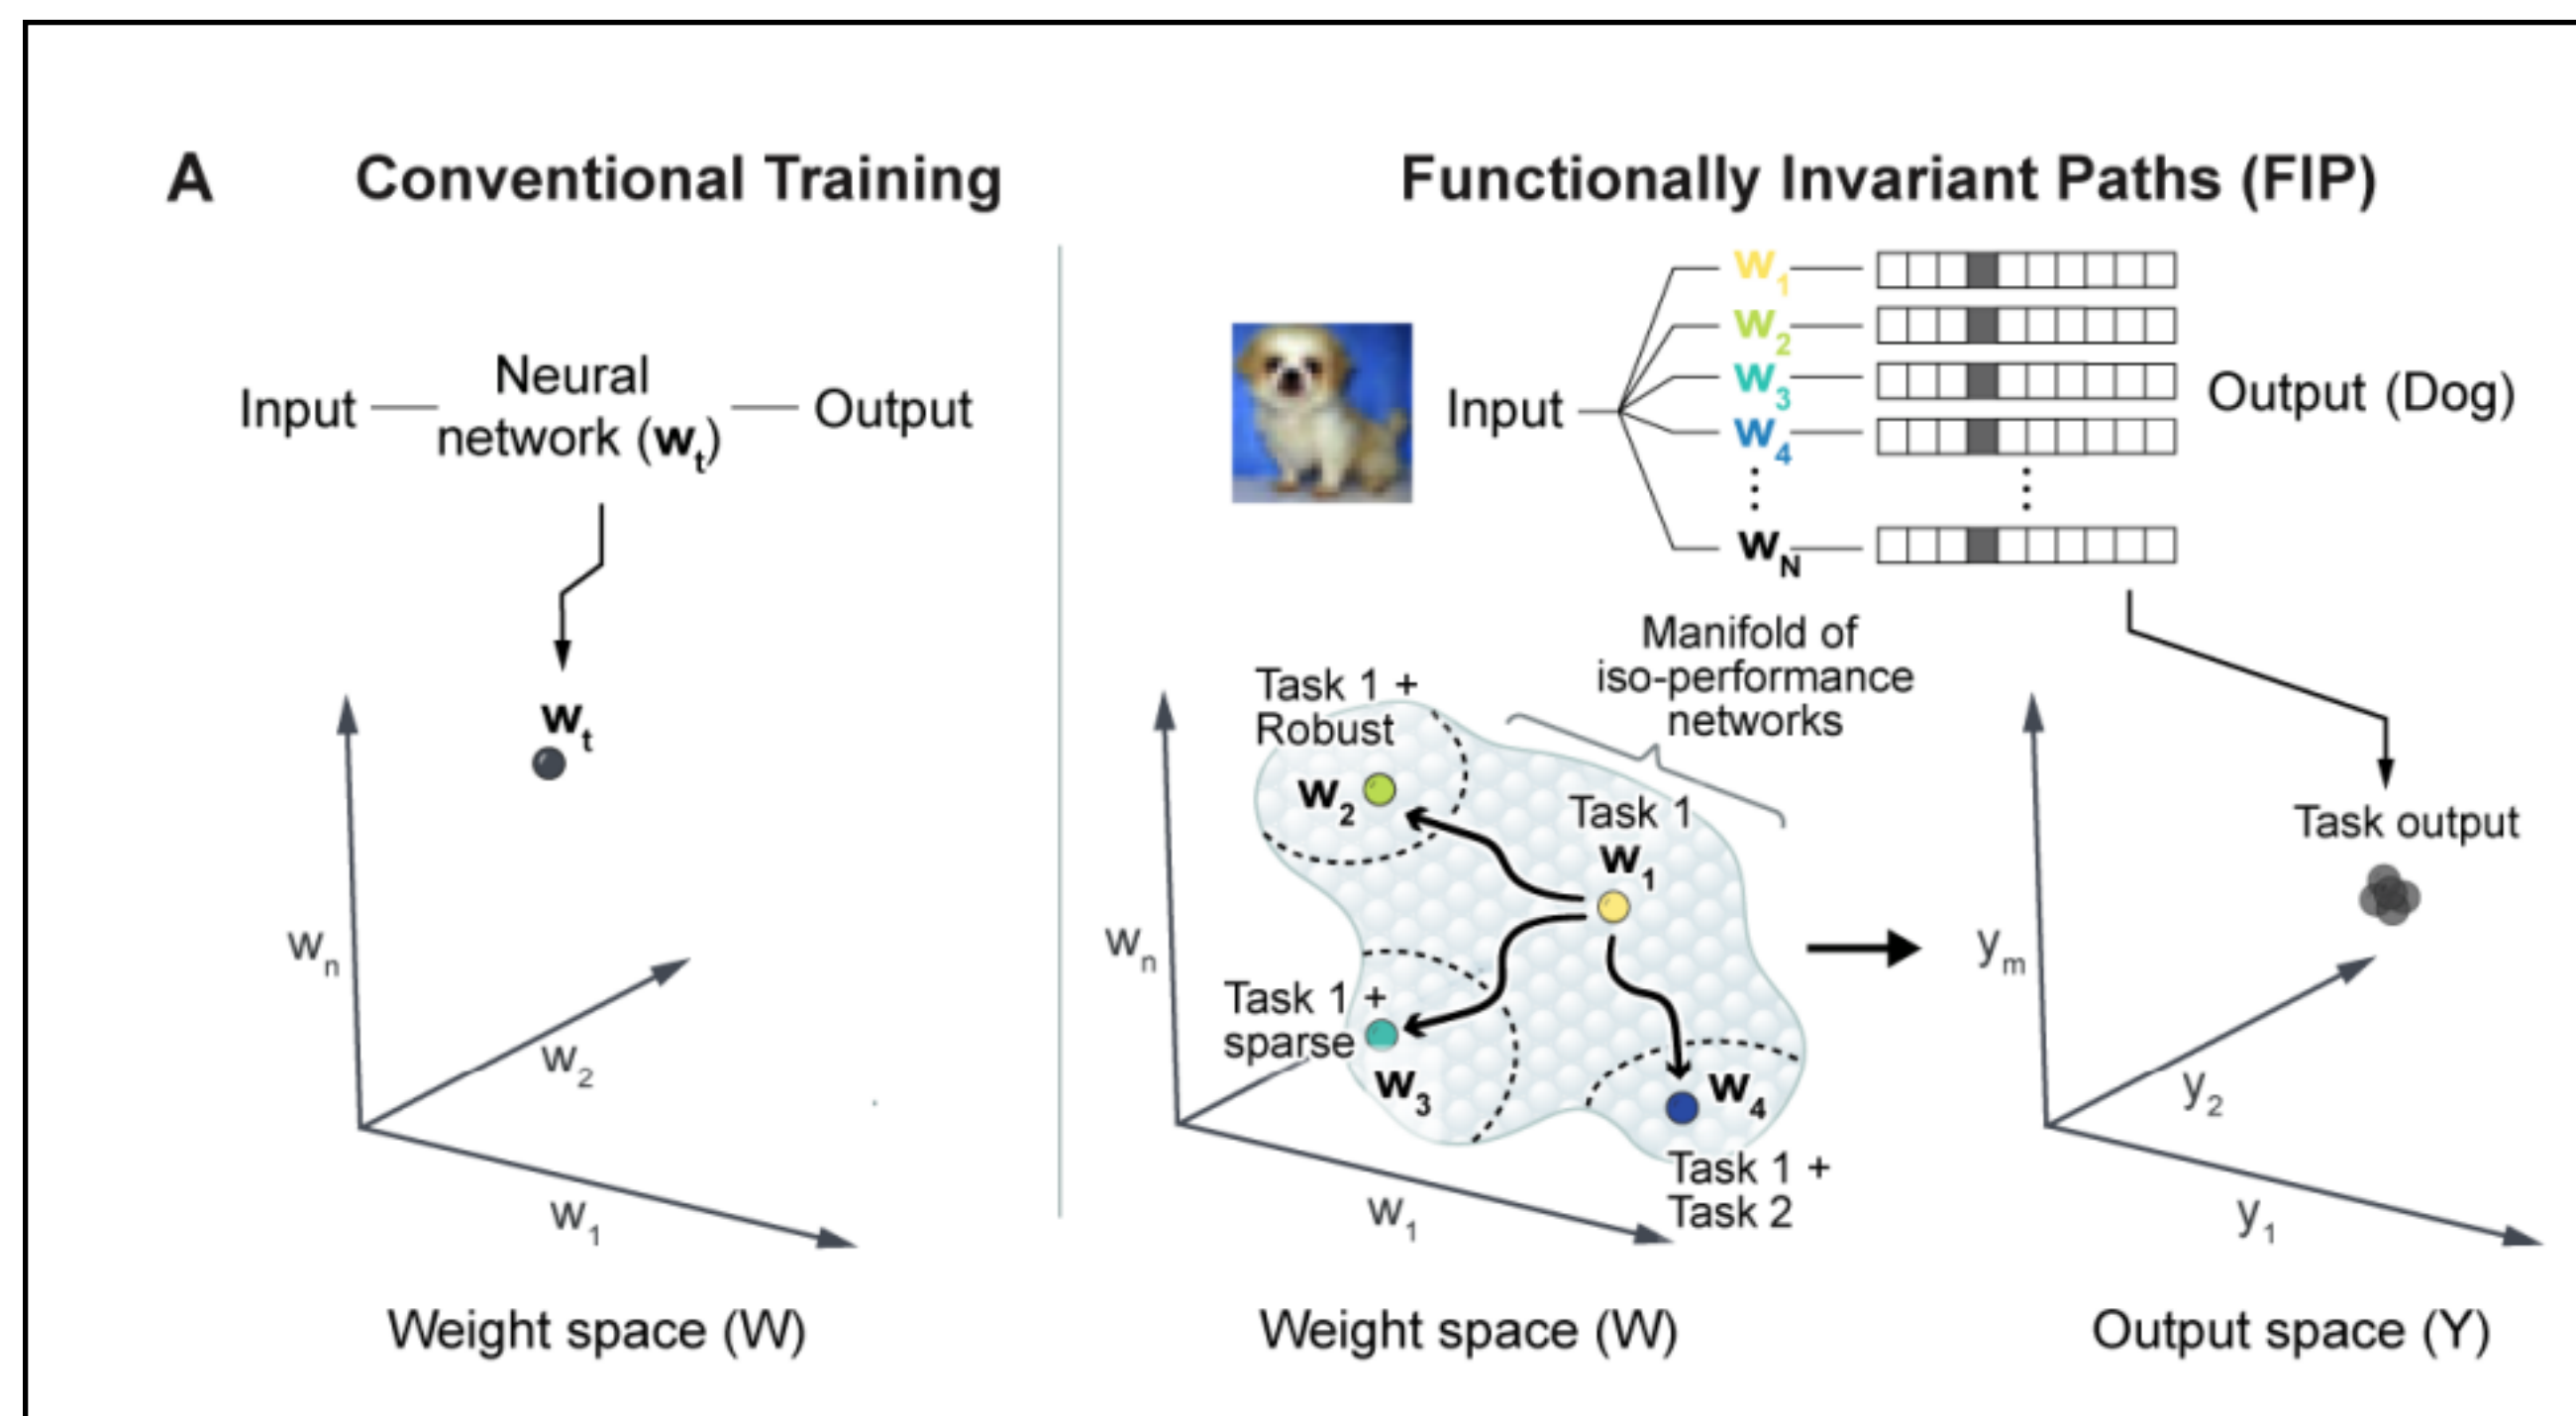 A Conventional Training
Input — Neural network (wt) — Output
wt
wn
w2
w1
Weight space (W)
Functionally Invariant Paths (FIP)
Input
w1
w2
w3
w4
wN
Output (Dog)
Manifold of
iso-performance
networks
Task 1 +
Robust
w2
Task 1
w1
Task 1 +
sparse
w3
w4
Task 1 +
Task 2
wn
w1
Weight space (W)
Task output
ym
y2
y1
Output space (Y)